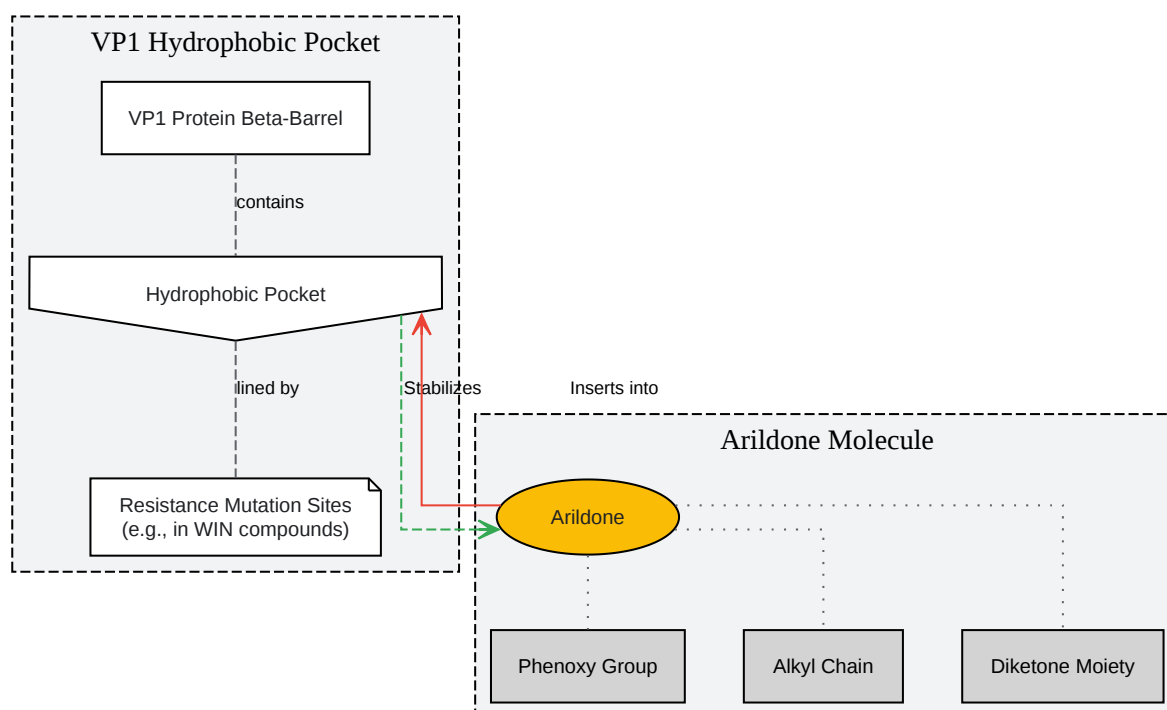 VP1 Hydrophobic Pocket
VP1 Protein Beta-Barrel
contains
Hydrophobic Pocket
lined by
Stabilizes
Inserts into
Arildone Molecule
Resistance Mutation Sites
(e.g., in WIN compounds)
Arildone
Phenoxy Group
Alkyl Chain
Diketone Moiety